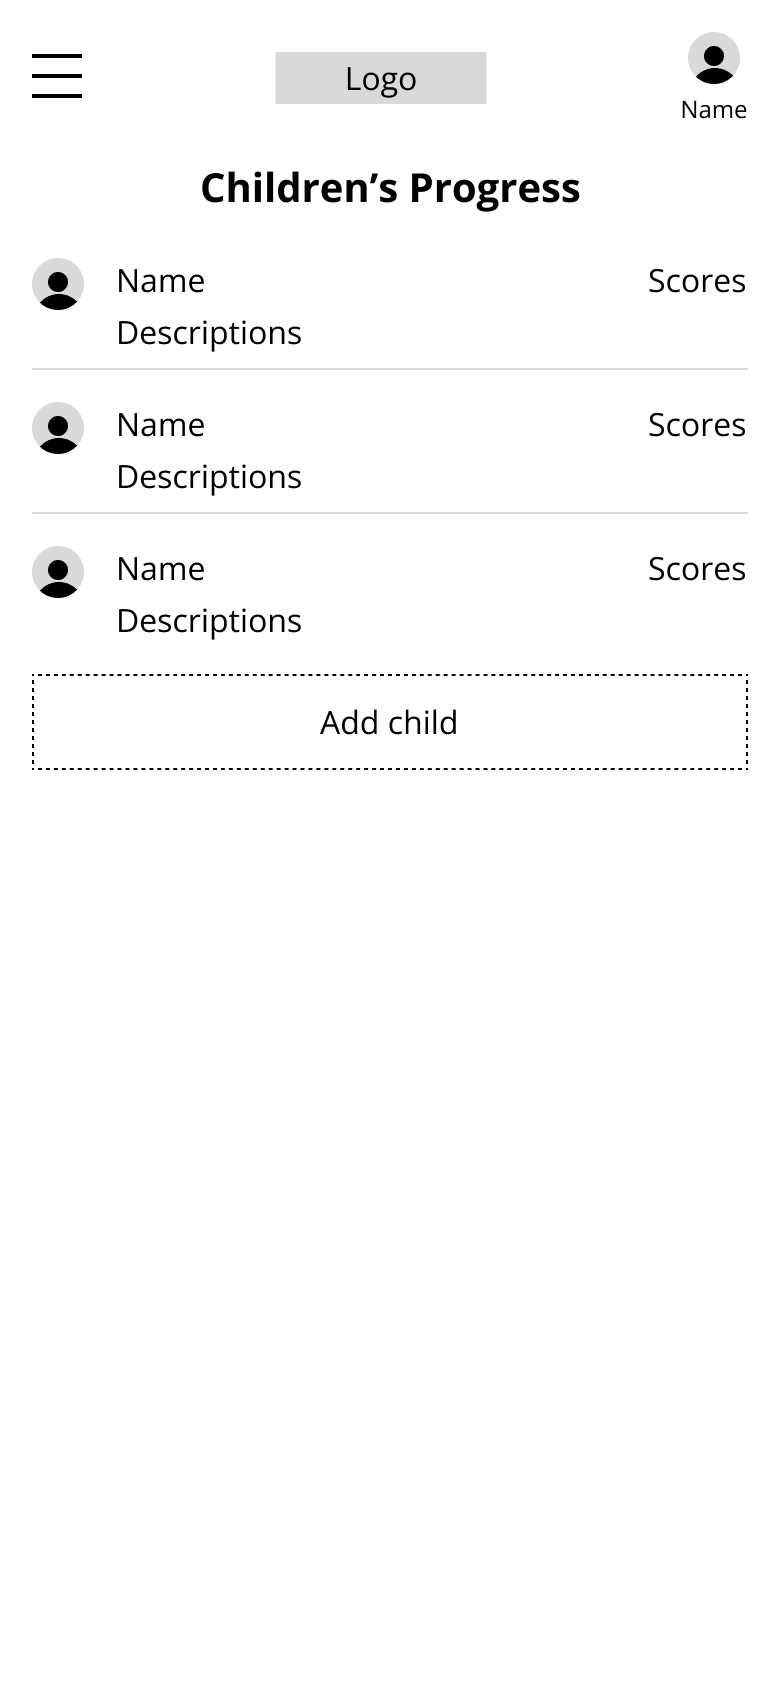 Logo
Name
Children’s Progress
Name Scores
Descriptions
Name Scores
Descriptions
Name Scores
Descriptions
Add child